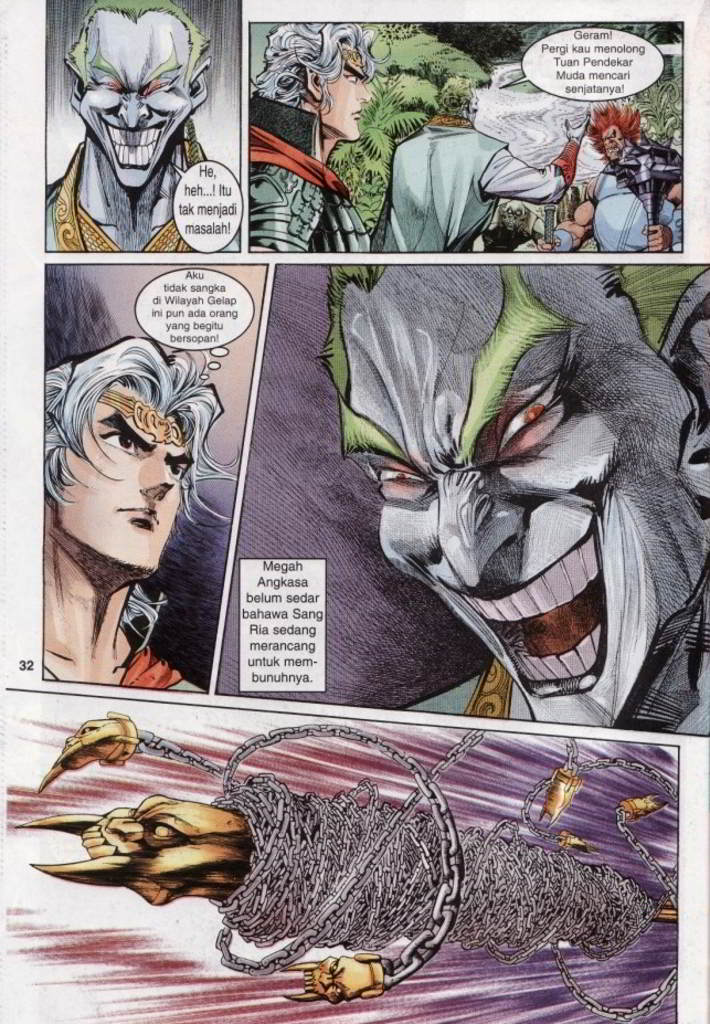 He,
heh...! Itu
tak menjadi
masalah!
Geram!
Pergi kau menolong
Tuan Pendekar
Muda mencari
senjatanya!
Aku
tidak sangka
di Wilayah Gelap
ini pun ada orang
yang begitu
bersopan!
Megah
Angkasa
belum sedar
bahawa Sang
Ria sedang
merancang
untuk mem-
bunuhnya.
32